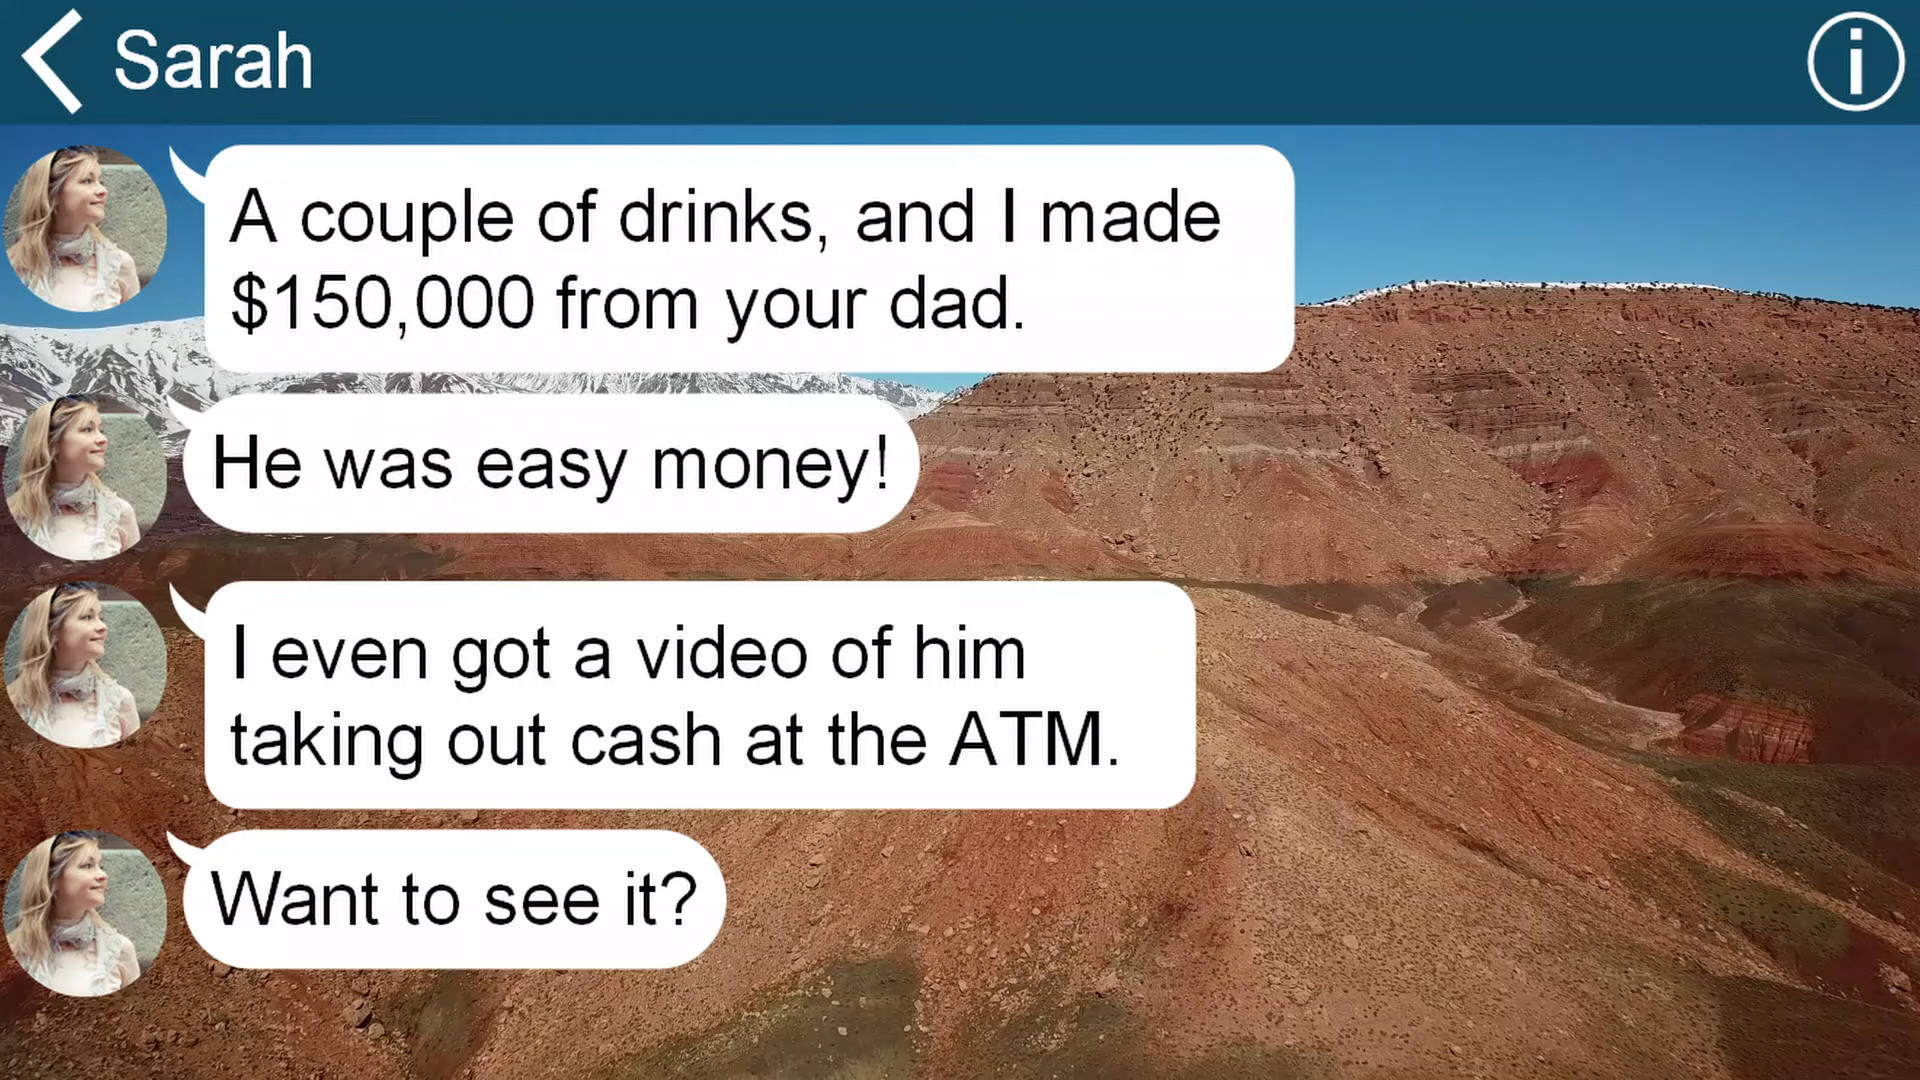 Sarah
A couple of drinks, and I made
$150,000 from your dad.
He was easy money!
I even got a video of him
taking out cash at the ATM.
Want to see it?